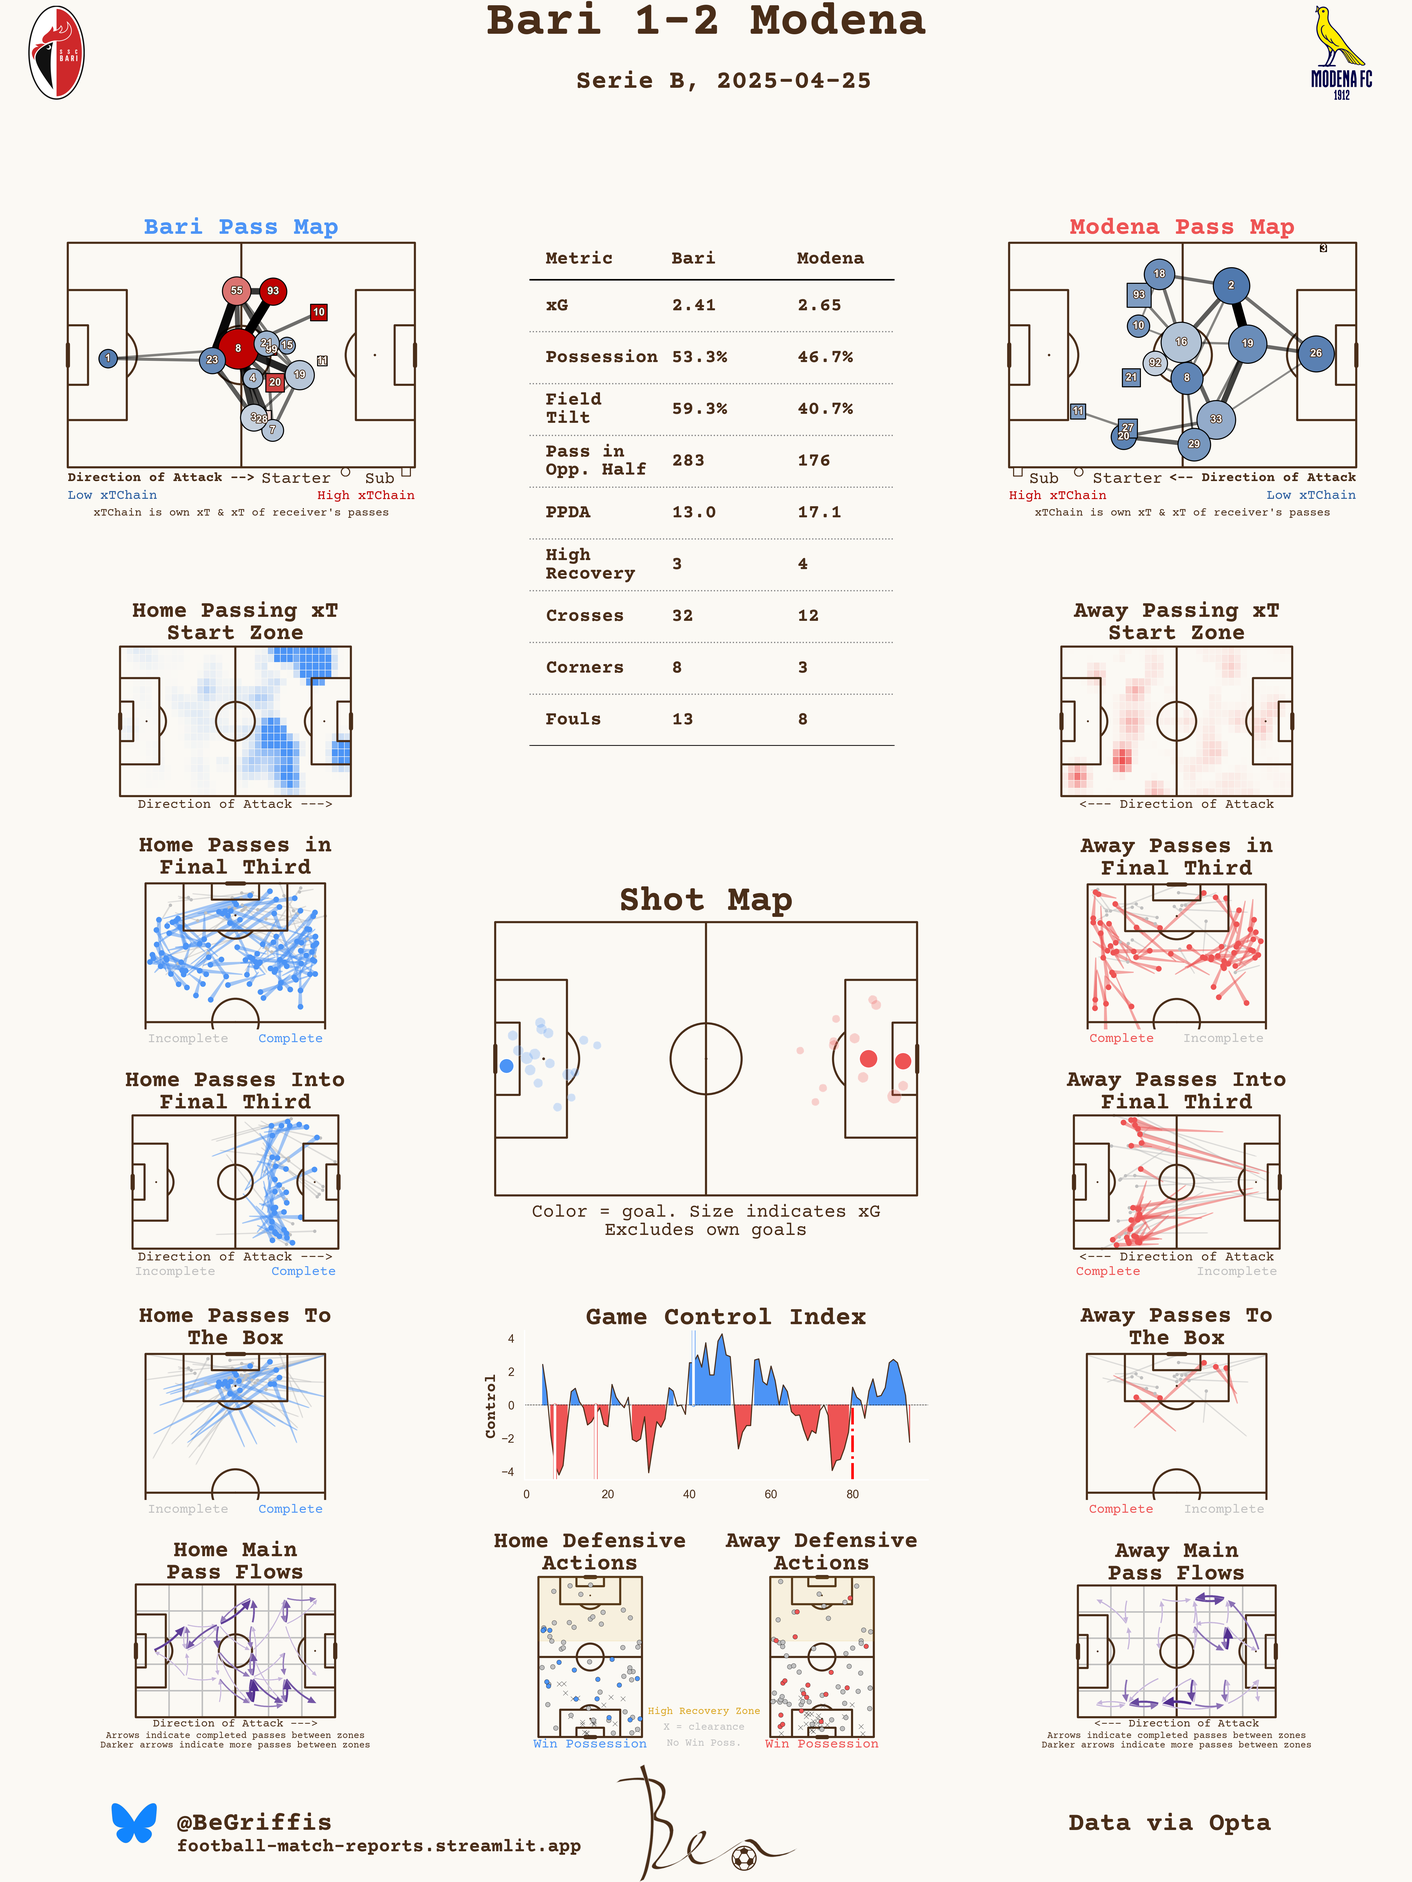 Bari 1-2 Modena
Serie B, 2025-04-25
SSC
BARI
MODENA FC
1912
Bari Pass Map
1
55
93
10
8
23
21
99
15
11
4
20
19
3
28
7
Direction of Attack --> Starter Sub
Low xTChain High xTChain
xTChain is own xT & xT of receiver's passes
Metric Bari Modena
xG 2.41 2.65
Possession 53.3% 46.7%
Field
Tilt 59.3% 40.7%
Pass in
Opp. Half 283 176
PPDA 13.0 17.1
High
Recovery 3 4
Crosses 32 12
Corners 8 3
Fouls 13 8
Modena Pass Map
3
18
93
2
10
16
19
26
92
21
8
11
33
27
20
29
Sub Starter <-- Direction of Attack
High xTChain Low xTChain
xTChain is own xT & xT of receiver's passes
Home Passing xT
Start Zone
Direction of Attack --->
Away Passing xT
Start Zone
<--- Direction of Attack
Home Passes in
Final Third
Incomplete Complete
Shot Map
Color = goal. Size indicates xG
Excludes own goals
Away Passes in
Final Third
Complete Incomplete
Home Passes Into
Final Third
Direction of Attack --->
Incomplete Complete
Away Passes Into
Final Third
<--- Direction of Attack
Complete Incomplete
Home Passes To
The Box
Incomplete Complete
Game Control Index
Control
4
2
0
−2
−4
0 20 40 60 80
Away Passes To
The Box
Complete Incomplete
Home Main
Pass Flows
Direction of Attack --->
Arrows indicate completed passes between zones
Darker arrows indicate more passes between zones
Home Defensive
Actions
Win Possession
High Recovery Zone
X = clearance
No Win Poss.
Away Defensive
Actions
Win Possession
Away Main
Pass Flows
<--- Direction of Attack
Arrows indicate completed passes between zones
Darker arrows indicate more passes between zones
@BeGriffis
football-match-reports.streamlit.app
Ben
Data via Opta